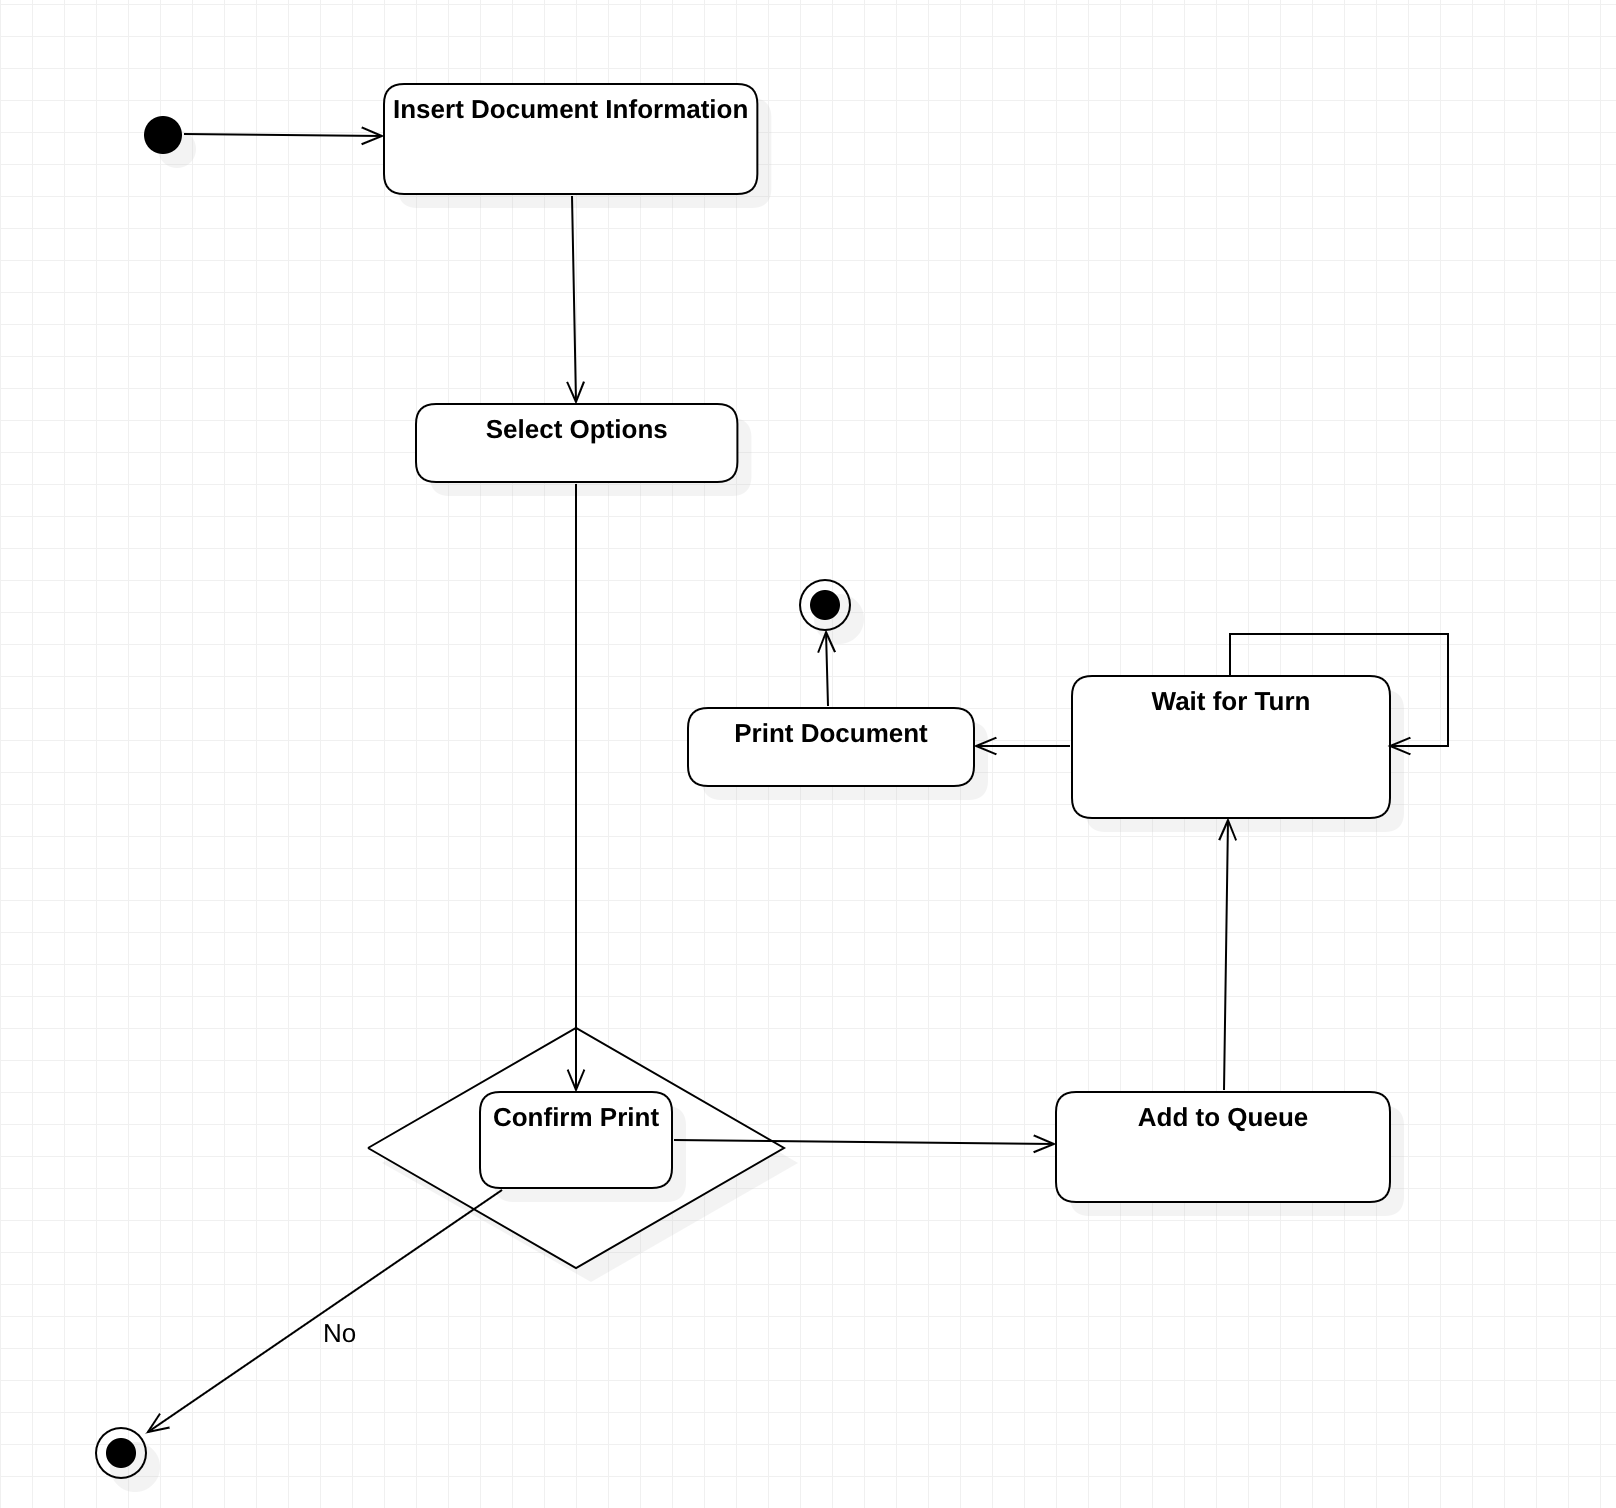 Insert Document Information
Select Options
Wait for Turn
Print Document
Confirm Print
Add to Queue
No